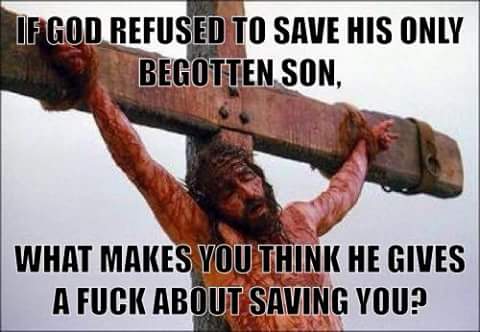 IF GOD REFUSED TO SAVE HIS ONLY
BEGOTTEN SON,
WHAT MAKES YOU THINK HE GIVES
A FUCK ABOUT SAVING YOU?